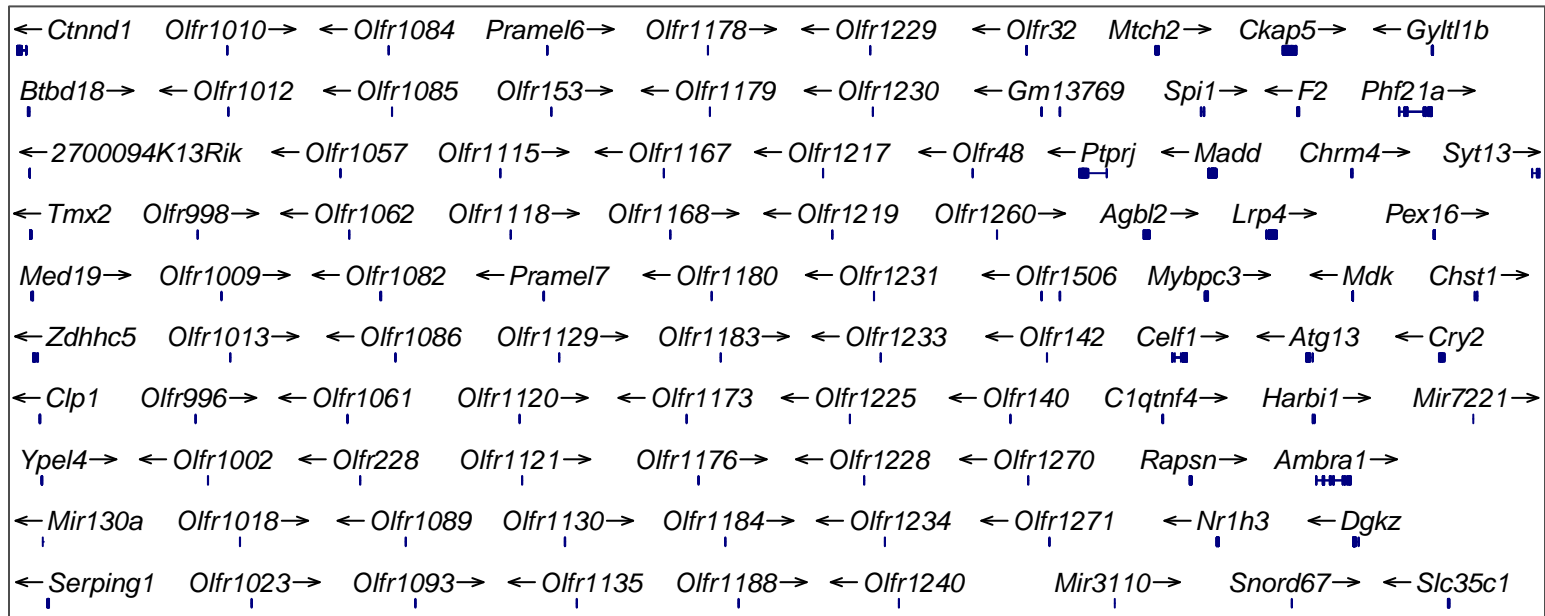 ← Ctnnd1 Olfr1010 → ← Olfr1084 Pramel6 → Olfr1178 → ← Olfr1229 ← Olfr32 Mtch2 → Ckap5 → ← Gyltl1b
Btbd18 → ← Olfr1012 ← Olfr1085 Olfr153 → ← Olfr1179 ← Olfr1230 ← Gm13769 Spi1 → ← F2 Phf21a →
← 2700094K13Rik ← Olfr1057 Olfr1115 → ← Olfr1167 ← Olfr1217 ← Olfr48 ← Ptprj ← Madd Chrm4 → Syt13 →
← Tmx2 Olfr998 → ← Olfr1062 Olfr1118 → Olfr1168 → ← Olfr1219 Olfr1260 → Agbl2 → Lrp4 → Pex16 →
Med19 → Olfr1009 → ← Olfr1082 ← Pramel7 ← Olfr1180 ← Olfr1231 ← Olfr1506 Mybpc3 → ← Mdk Chst1 →
← Zdhhc5 Olfr1013 → ← Olfr1086 Olfr1129 → Olfr1183 → ← Olfr1233 ← Olfr142 Celf1 → ← Atg13 ← Cry2
← Clp1 Olfr996 → ← Olfr1061 Olfr1120 → ← Olfr1173 ← Olfr1225 ← Olfr140 C1qtnf4 → Harbi1 → Mir7221 →
Ypel4 → ← Olfr1002 ← Olfr228 Olfr1121 → Olfr1176 → ← Olfr1228 ← Olfr1270 Rapsn → Ambra1 →
← Mir130a Olfr1018 → ← Olfr1089 Olfr1130 → Olfr1184 → ← Olfr1234 ← Olfr1271 ← Nr1h3 ← Dgkz
← Serping1 Olfr1023 → Olfr1093 → ← Olfr1135 Olfr1188 → ← Olfr1240 Mir3110 → Snord67 → ← Slc35c1